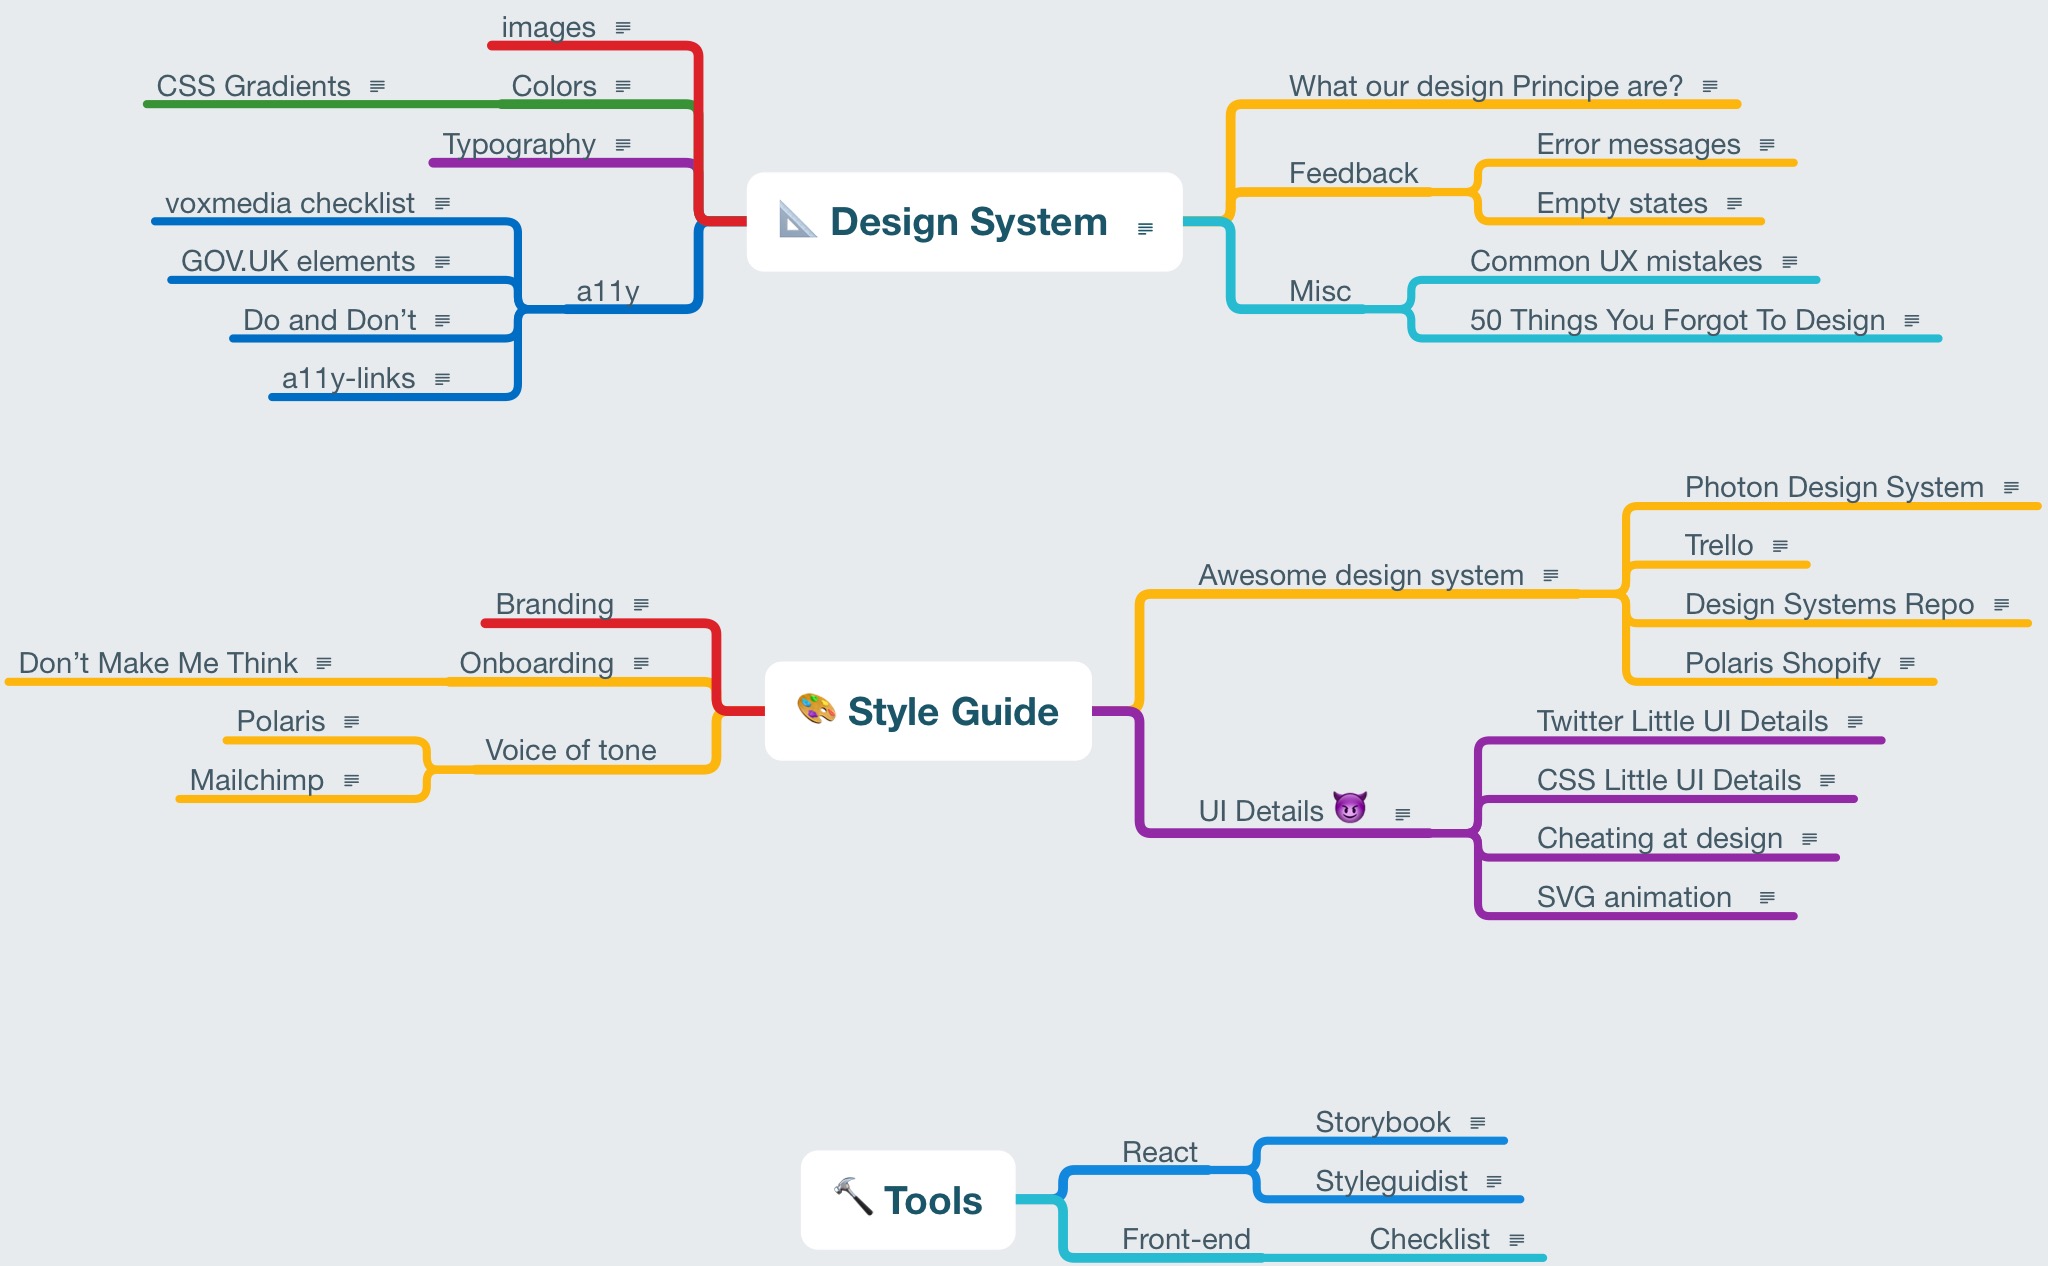 images
CSS Gradients
Colors
Typography
voxmedia checklist
GOV.UK elements
a11y
Do and Don’t
a11y-links
Design System
What our design Principe are?
Feedback
Error messages
Empty states
Misc
Common UX mistakes
50 Things You Forgot To Design
Branding
Don’t Make Me Think
Onboarding
Polaris
Voice of tone
Mailchimp
Style Guide
Awesome design system
Photon Design System
Trello
Design Systems Repo
Polaris Shopify
UI Details
Twitter Little UI Details
CSS Little UI Details
Cheating at design
SVG animation
Tools
React
Storybook
Styleguidist
Front-end
Checklist